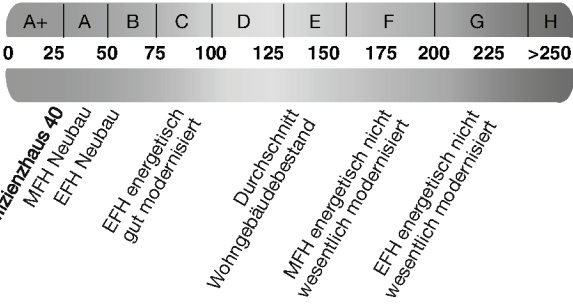 A+ A B C D E F G H
0 25 50 75 100 125 150 175 200 225 >250
40
MFH Neubau
EFH Neubau
EFH energetisch
gut modernisiert
Durchschnitt
Wohngebäudebestand
MFH energetisch nicht
wesentlich modernisiert
EFH energetisch nicht
wesentlich modernisiert